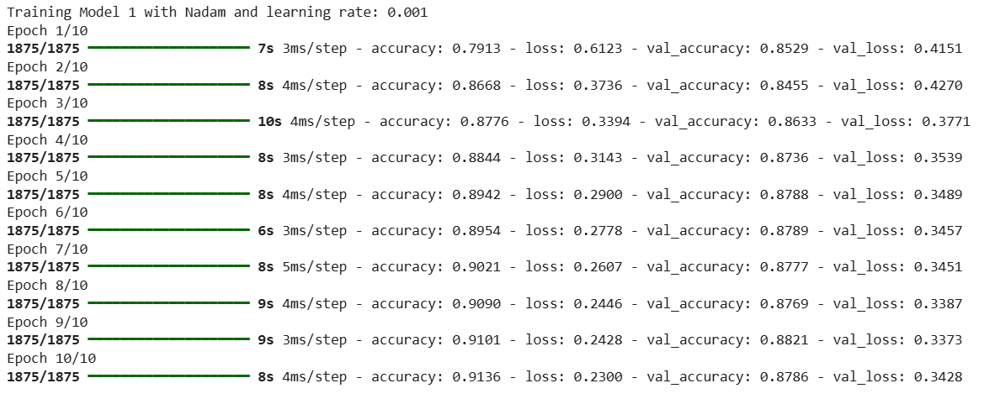 Training Model 1 with Nadam and learning rate: 0.001
Epoch 1/10
1875/1875 ━━━━━━━━━━━━━━━━━━━━ 7s 3ms/step - accuracy: 0.7913 - loss: 0.6123 - val_accuracy: 0.8529 - val_loss: 0.4151
Epoch 2/10
1875/1875 ━━━━━━━━━━━━━━━━━━━━ 8s 4ms/step - accuracy: 0.8668 - loss: 0.3736 - val_accuracy: 0.8455 - val_loss: 0.4270
Epoch 3/10
1875/1875 ━━━━━━━━━━━━━━━━━━━━ 10s 4ms/step - accuracy: 0.8776 - loss: 0.3394 - val_accuracy: 0.8633 - val_loss: 0.3771
Epoch 4/10
1875/1875 ━━━━━━━━━━━━━━━━━━━━ 8s 3ms/step - accuracy: 0.8844 - loss: 0.3143 - val_accuracy: 0.8736 - val_loss: 0.3539
Epoch 5/10
1875/1875 ━━━━━━━━━━━━━━━━━━━━ 8s 4ms/step - accuracy: 0.8942 - loss: 0.2900 - val_accuracy: 0.8788 - val_loss: 0.3489
Epoch 6/10
1875/1875 ━━━━━━━━━━━━━━━━━━━━ 6s 3ms/step - accuracy: 0.8954 - loss: 0.2778 - val_accuracy: 0.8789 - val_loss: 0.3457
Epoch 7/10
1875/1875 ━━━━━━━━━━━━━━━━━━━━ 8s 5ms/step - accuracy: 0.9021 - loss: 0.2607 - val_accuracy: 0.8777 - val_loss: 0.3451
Epoch 8/10
1875/1875 ━━━━━━━━━━━━━━━━━━━━ 9s 4ms/step - accuracy: 0.9090 - loss: 0.2446 - val_accuracy: 0.8769 - val_loss: 0.3387
Epoch 9/10
1875/1875 ━━━━━━━━━━━━━━━━━━━━ 9s 3ms/step - accuracy: 0.9101 - loss: 0.2428 - val_accuracy: 0.8821 - val_loss: 0.3373
Epoch 10/10
1875/1875 ━━━━━━━━━━━━━━━━━━━━ 8s 4ms/step - accuracy: 0.9136 - loss: 0.2300 - val_accuracy: 0.8786 - val_loss: 0.3428